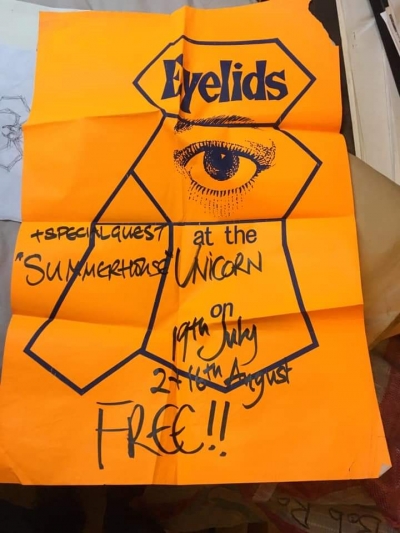 Eyelids
+SPECIAL GUEST at the
"SUMMERHOUSE" UNICORN
on
19th July
2+16th August
FREE!!